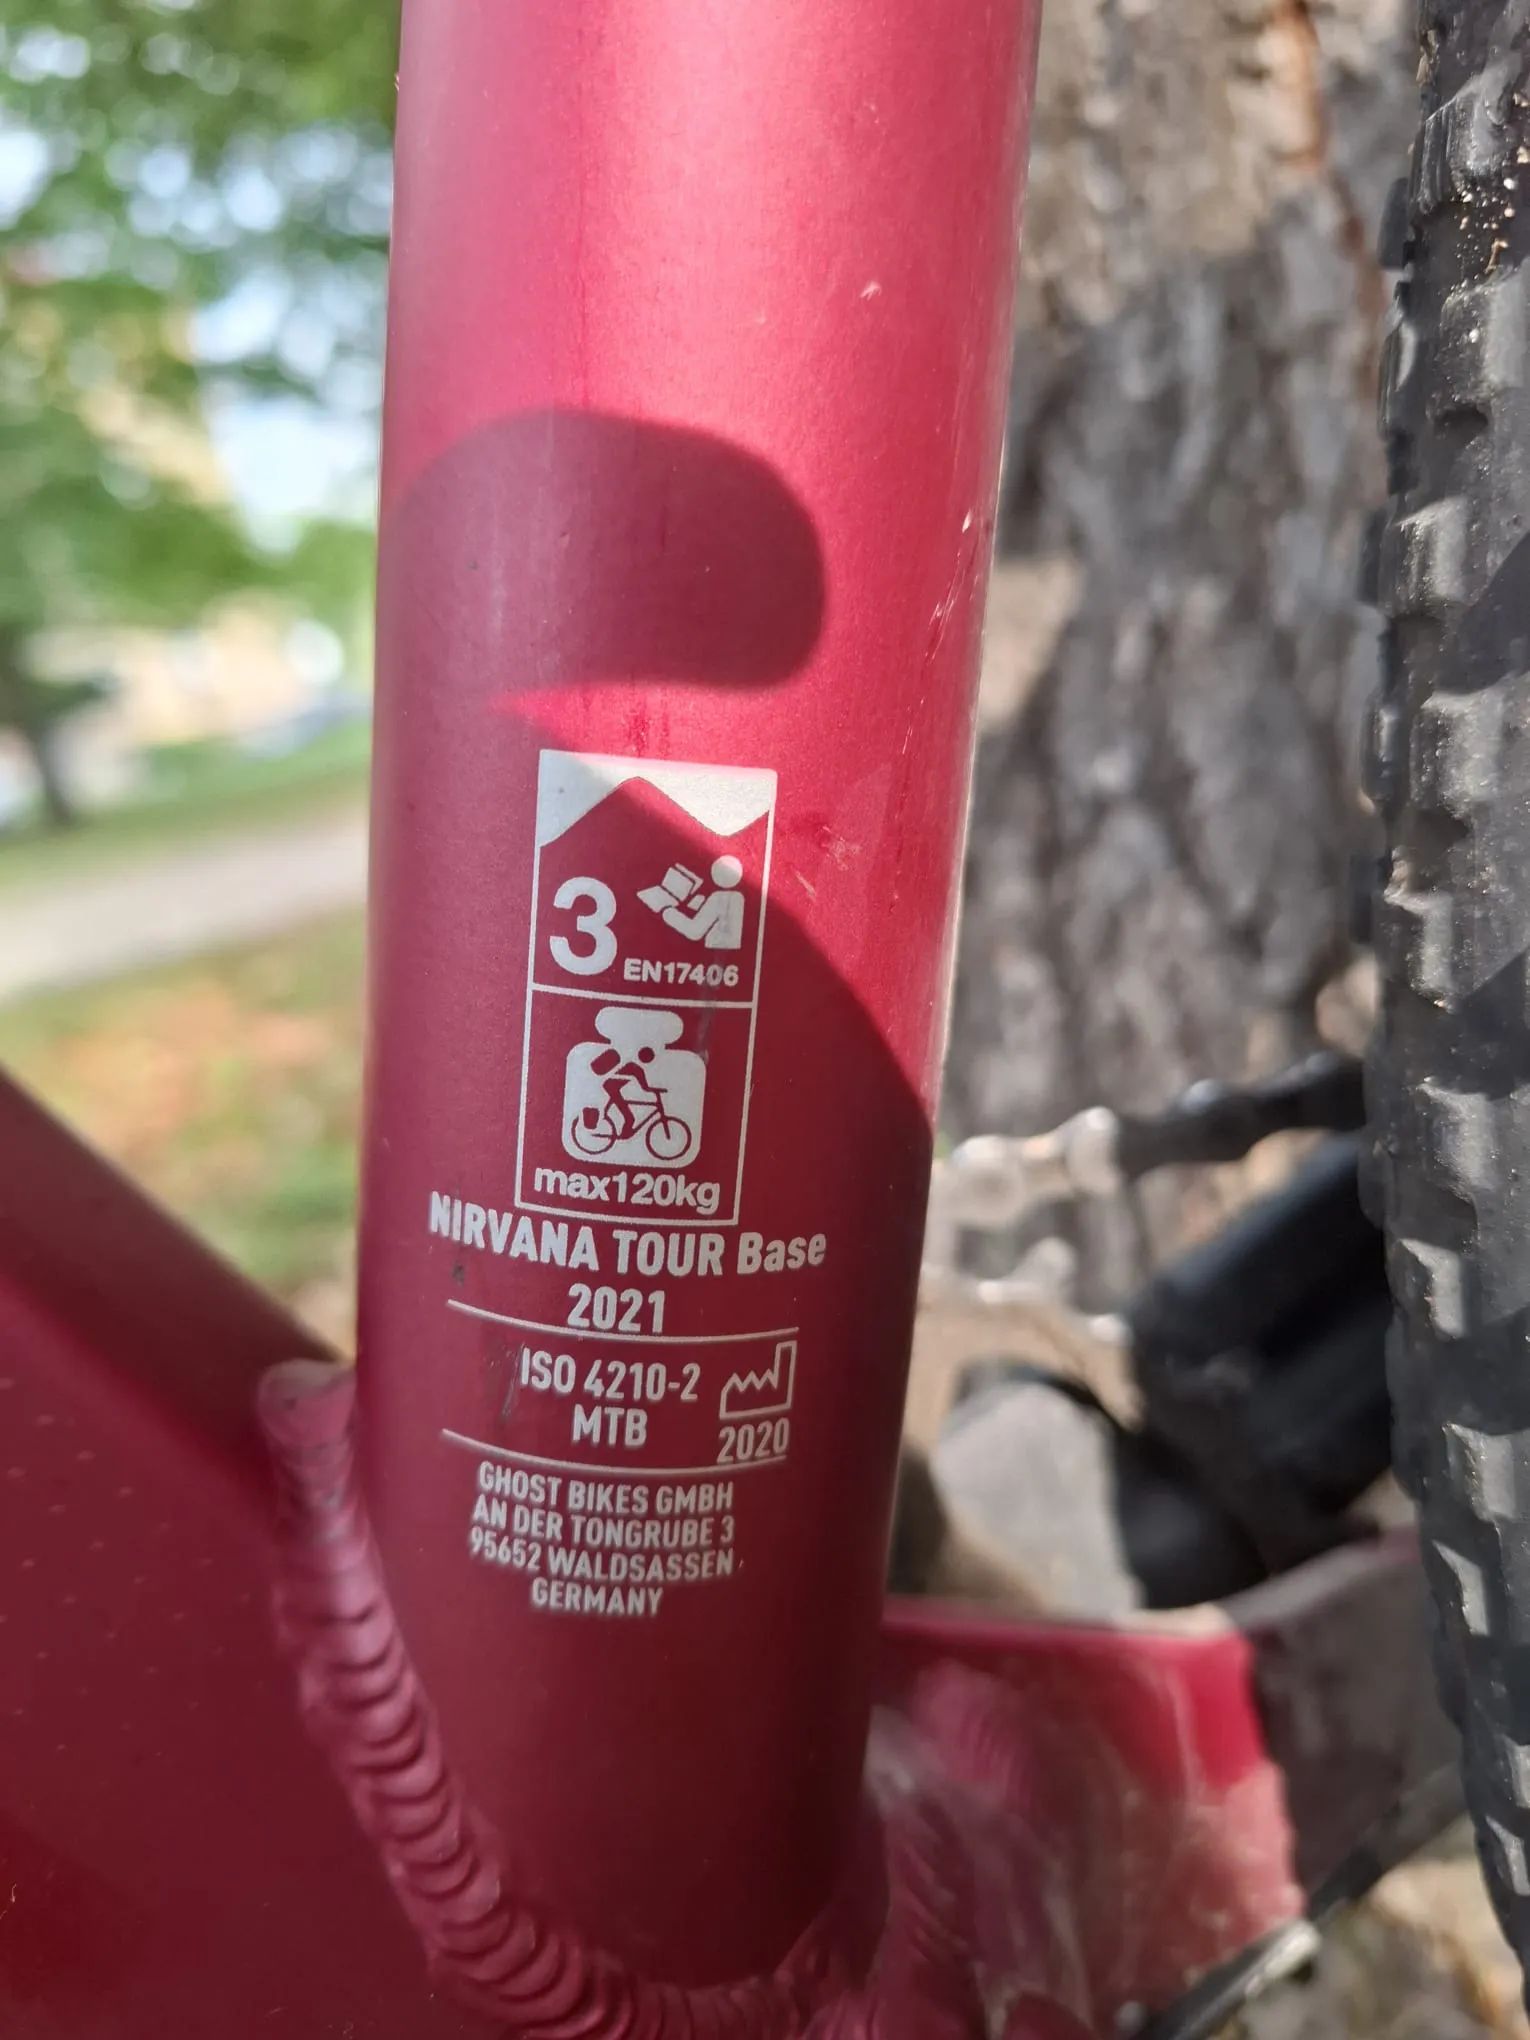 3
EN17406
max120kg
NIRVANA TOUR Base
2021
ISO 4210-2
MTB
2020
GHOST BIKES GMBH
AN DER TONGRUBE 3
95652 WALDSASSEN
GERMANY